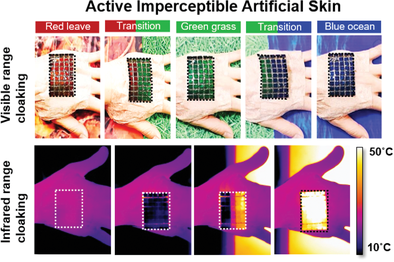 Active Imperceptible Artificial Skin
Red leave
Transition
Green grass
Transition
Blue ocean
Visible range
cloaking
Infrared range
cloaking
50°C
10°C